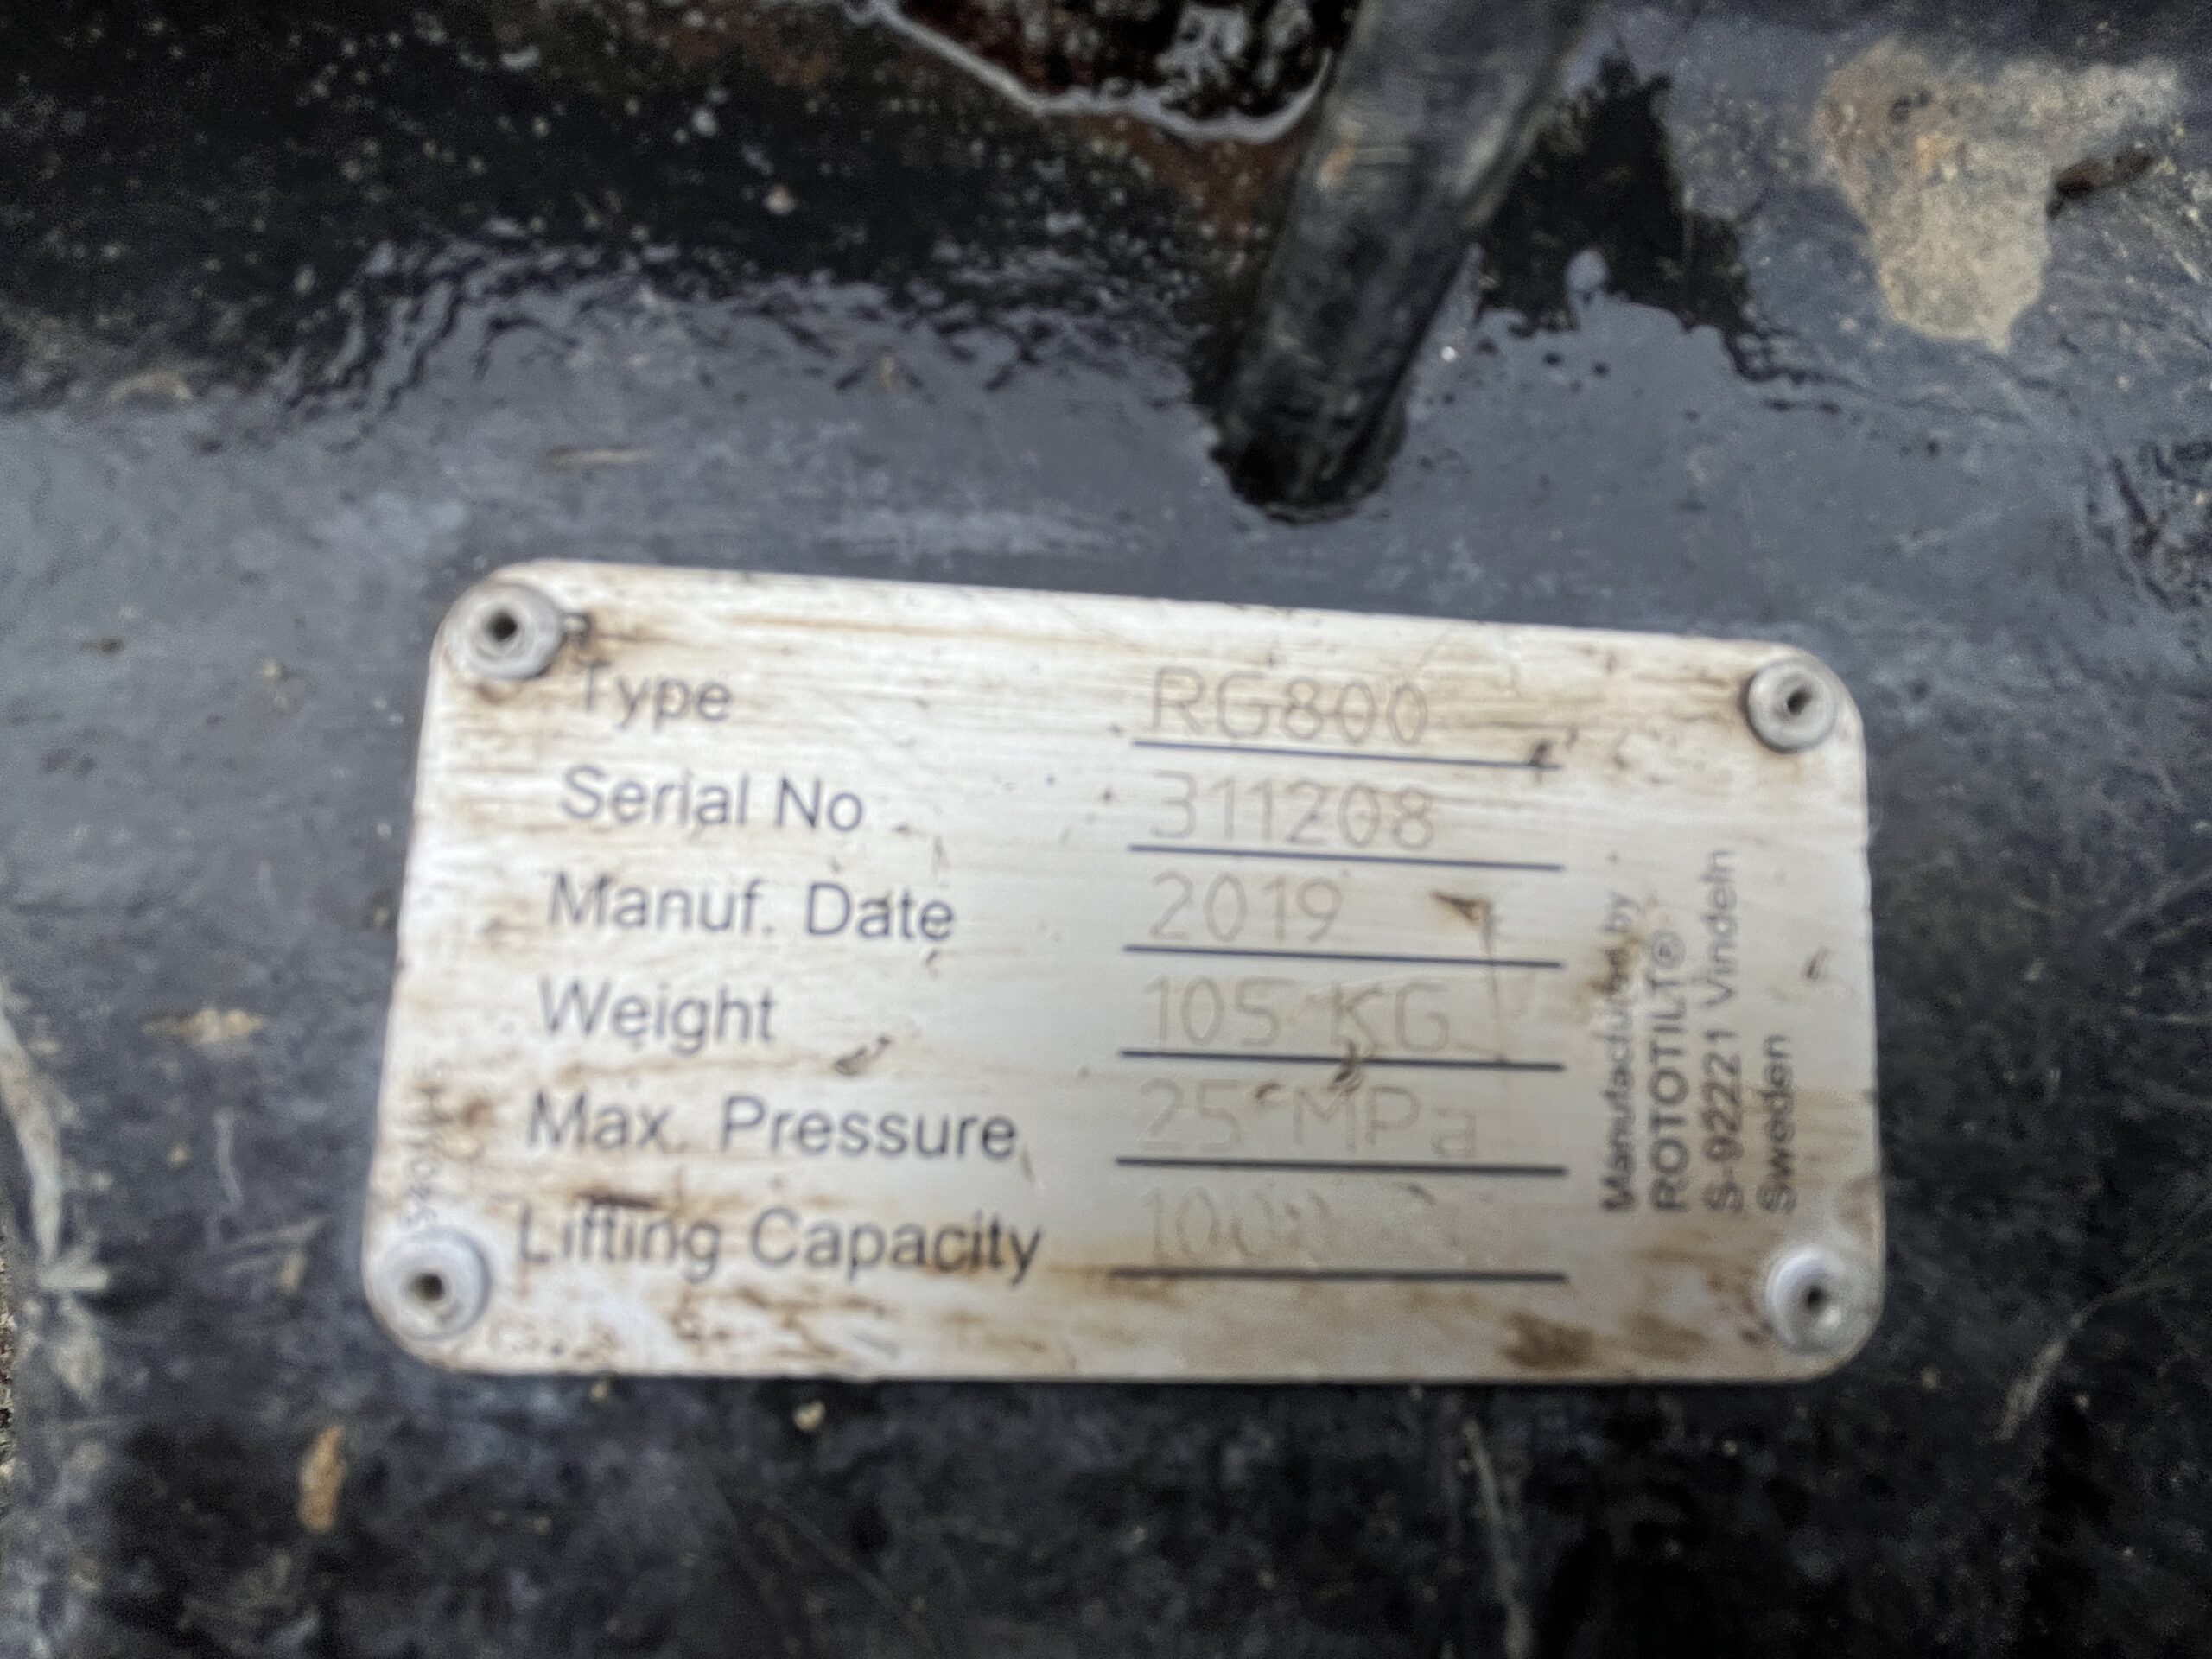 Type RG800
Serial No 311208
Manuf. Date 2019
Weight 105 KG
Max. Pressure 25 MPa
Lifting Capacity
Manufactured by
ROTOTILT®
S-92221 Vindeln
Sweden